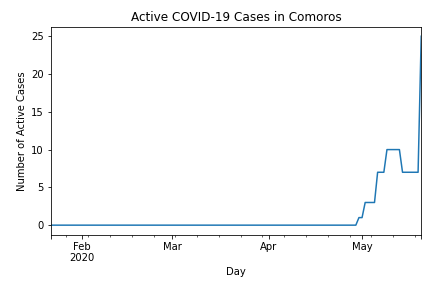 Active COVID-19 Cases in Comoros
Number of Active Cases
25
20
15
10
5
0
Feb
2020
Mar
Apr
May
Day